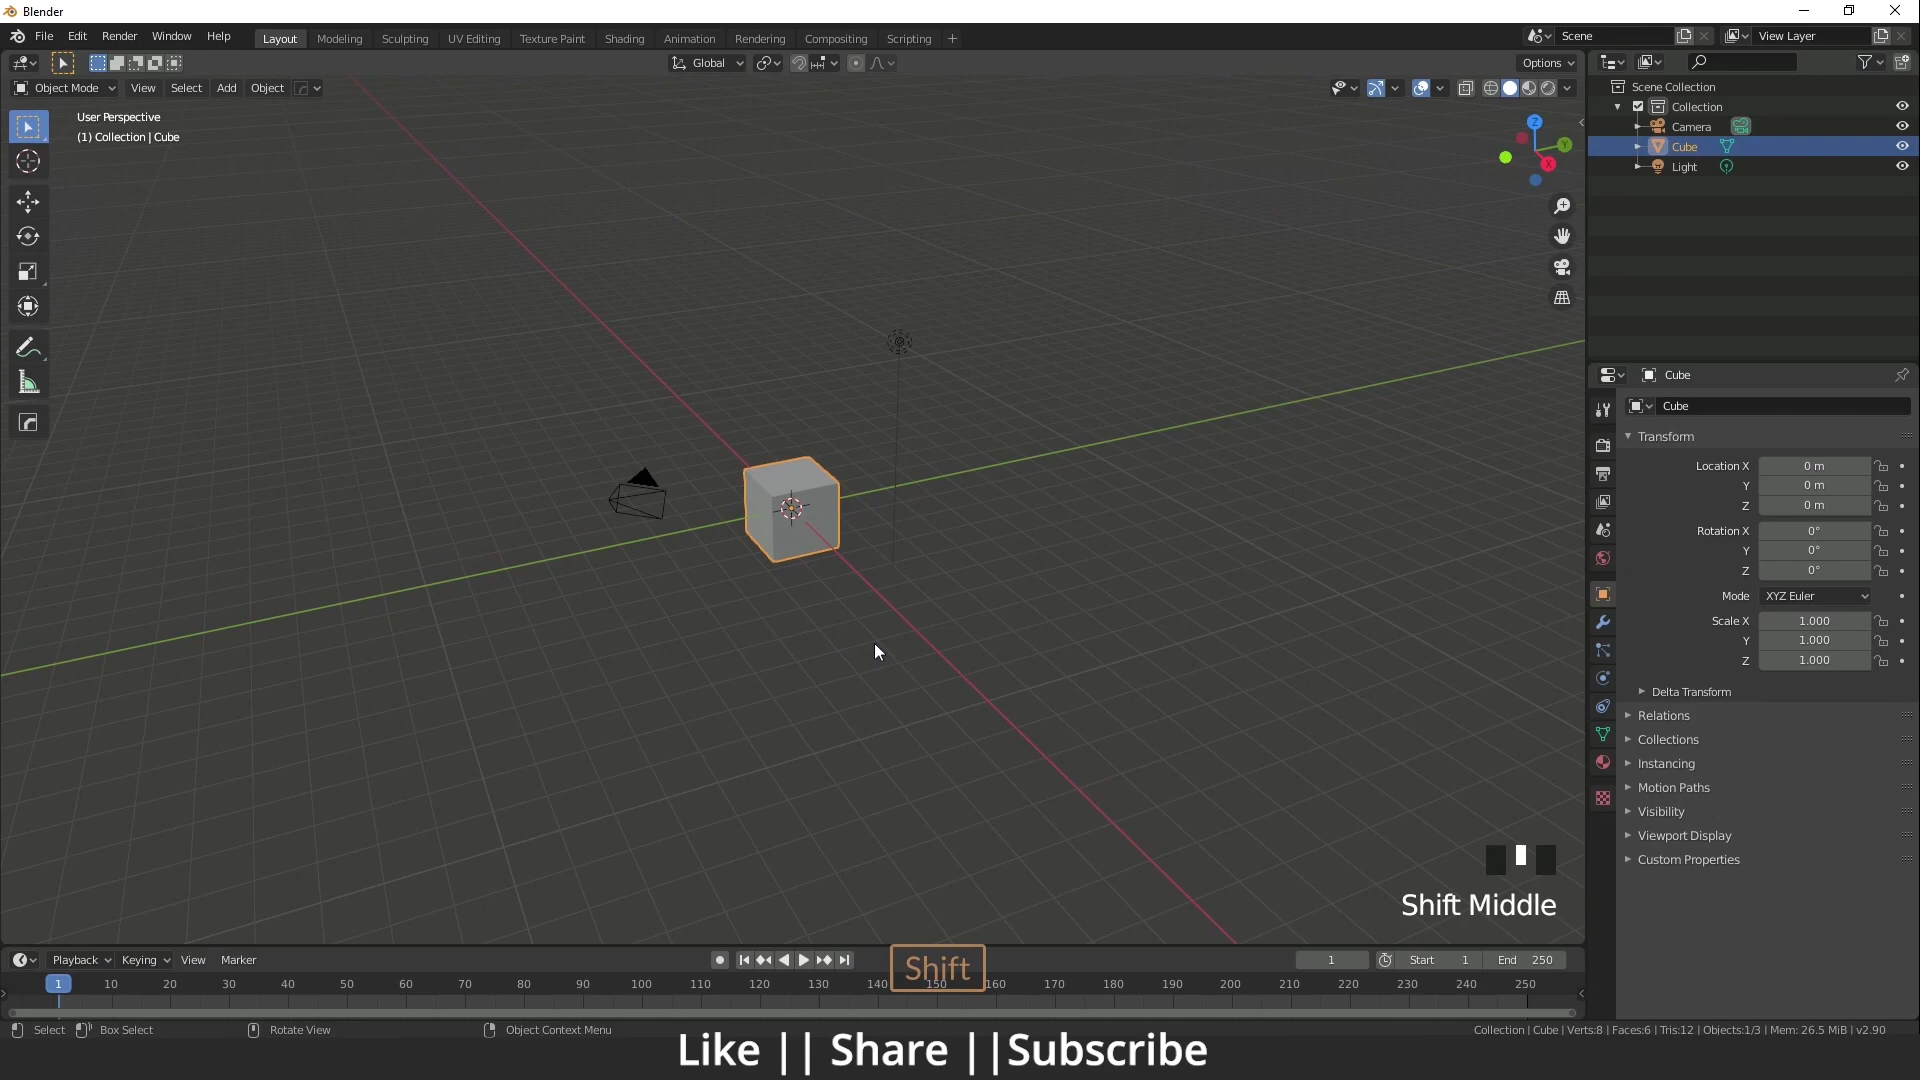 Blender
File Edit Render Window Help Layout Modeling Sculpting UV Editing Texture Paint Shading Animation Rendering Compositing Scripting + Scene View Layer
Global Options
Object Mode View Select Add Object
User Perspective
(1) Collection | Cube
Z
Y
X
Scene Collection
Collection
Camera
Cube
Light
Cube
Cube
Transform
Location X 0 m
Y 0 m
Z 0 m
Rotation X 0°
Y 0°
Z 0°
Mode XYZ Euler
Scale X 1.000
Y 1.000
Z 1.000
Delta Transform
Relations
Collections
Instancing
Motion Paths
Visibility
Viewport Display
Custom Properties
Shift Middle
Playback Keying View Marker Shift 1 Start 1 End 250
1 10 20 30 40 50 60 70 80 90 100 110 120 130 140 150 160 170 180 190 200 210 220 230 240 250
Select Box Select Rotate View Object Context Menu Collection | Cube | Verts:8 | Faces:6 | Tris:12 | Objects:1/3 | Mem: 26.5 MiB | v2.90
Like || Share ||Subscribe